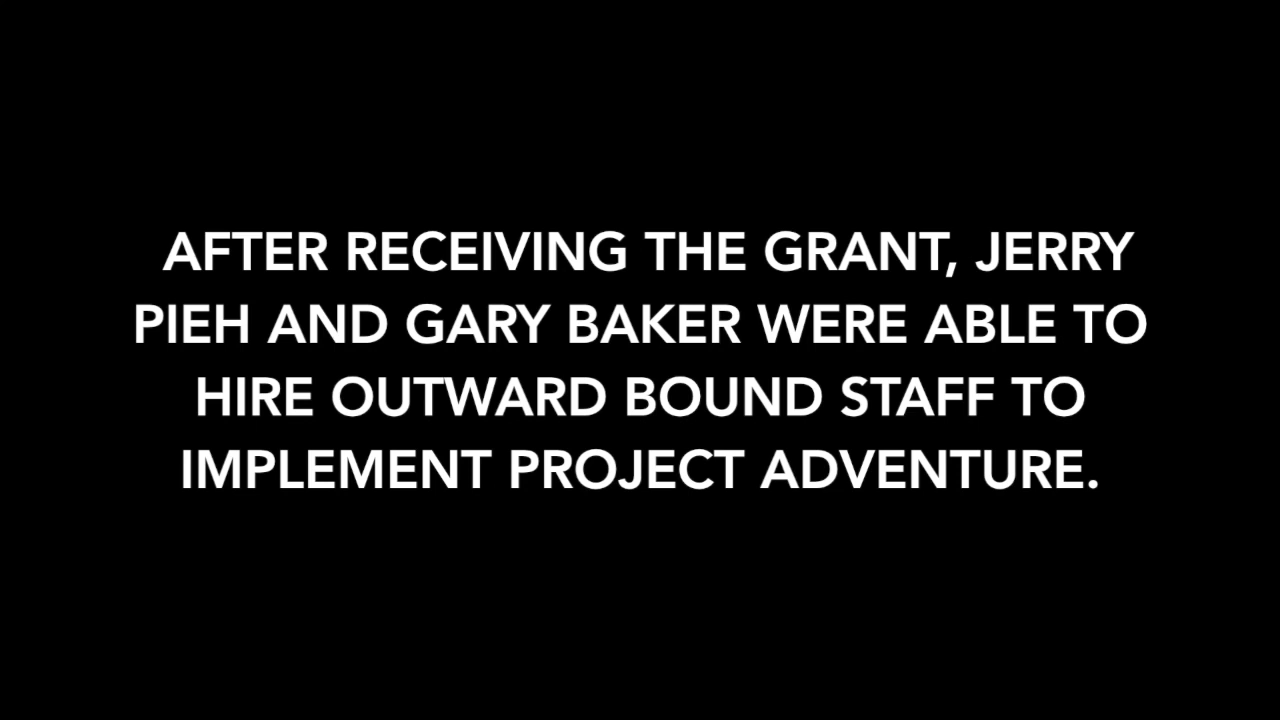 AFTER RECEIVING THE GRANT, JERRY
PIEH AND GARY BAKER WERE ABLE TO
HIRE OUTWARD BOUND STAFF TO
IMPLEMENT PROJECT ADVENTURE.